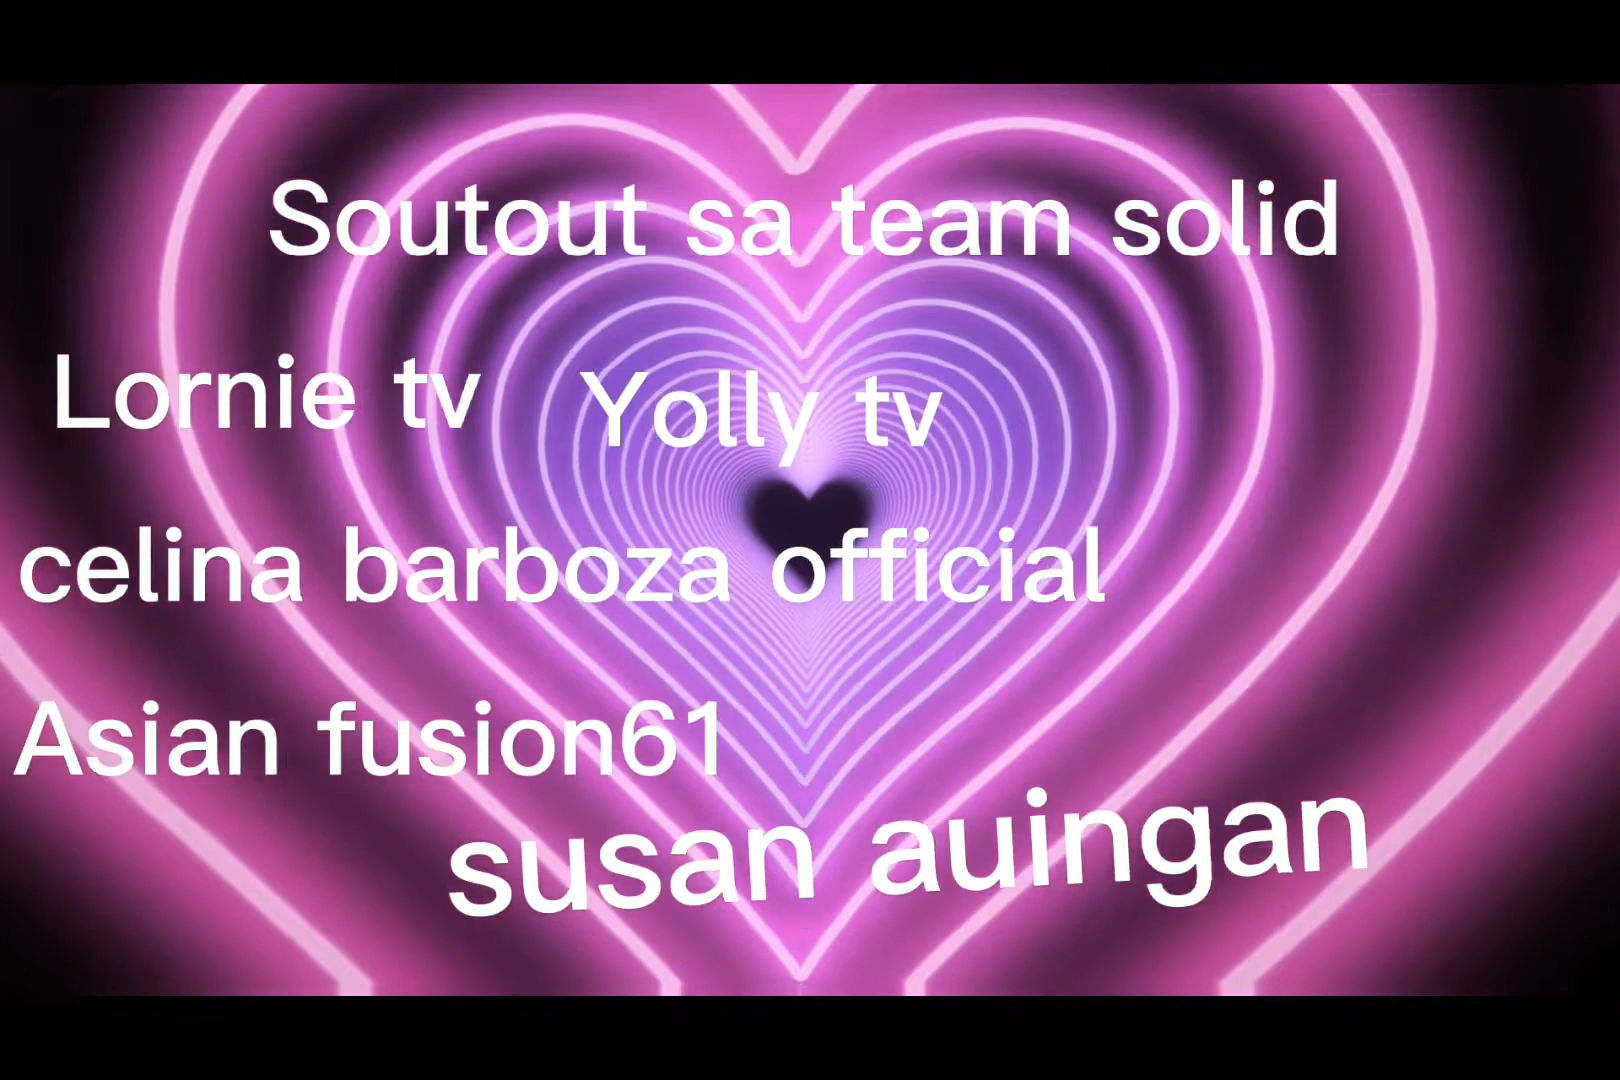 Soutout sa team solid
Lornie tv
Yolly tv
celina barboza official
Asian fusion61
susan auingan